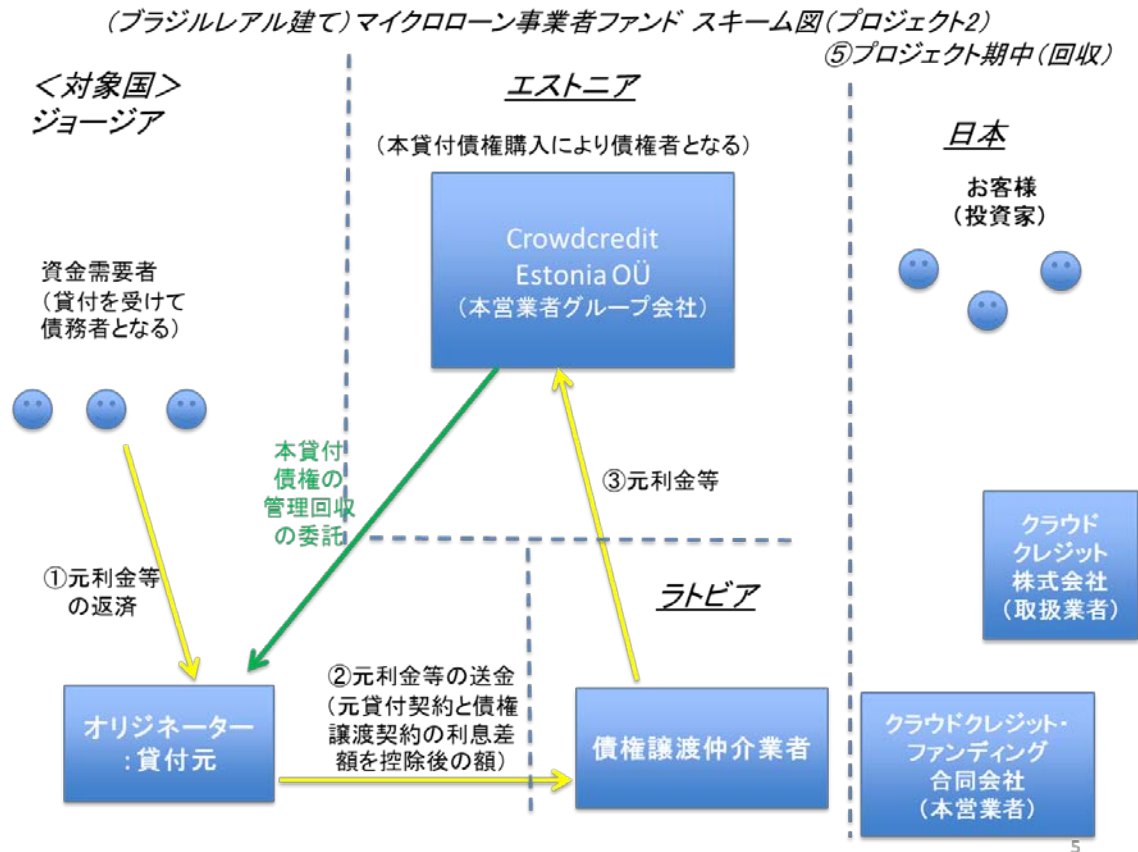 (ブラジルレアル建て)マイクロローン事業者ファンド スキーム図(プロジェクト2)
⑤プロジェクト期中(回収)
<対象国>
ジョージア
エストニア
日本
(本貸付債権購入により債権者となる)
お客様
(投資家)
Crowdcredit
Estonia OÜ
(本営業者グループ会社)
資金需要者
(貸付を受けて
債務者となる)
本貸付
債権の
管理回収
の委託
③元利金等
クラウド
クレジット
株式会社
(取扱業者)
①元利金等
の返済
ラトビア
②元利金等の送金
(元貸付契約と債権
譲渡契約の利息差
額を控除後の額)
オリジネーター
:貸付元
債権譲渡仲介業者
クラウドクレジット・
ファンディング
合同会社
(本営業者)
5